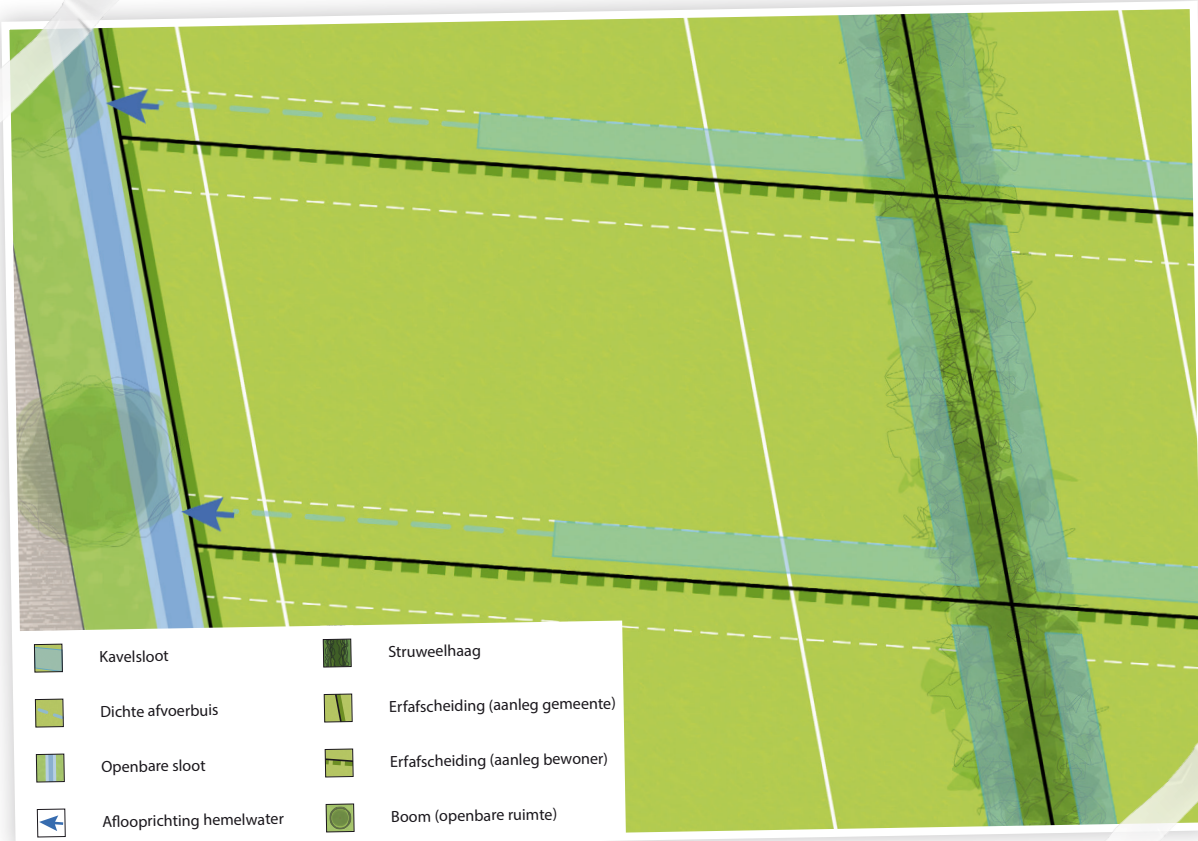 Kavelsloot
Dichte afvoerbuis
Openbare sloot
Aflooprichting hemelwater
Struweelhaag
Erfafscheiding (aanleg gemeente)
Erfafscheiding (aanleg bewoner)
Boom (openbare ruimte)